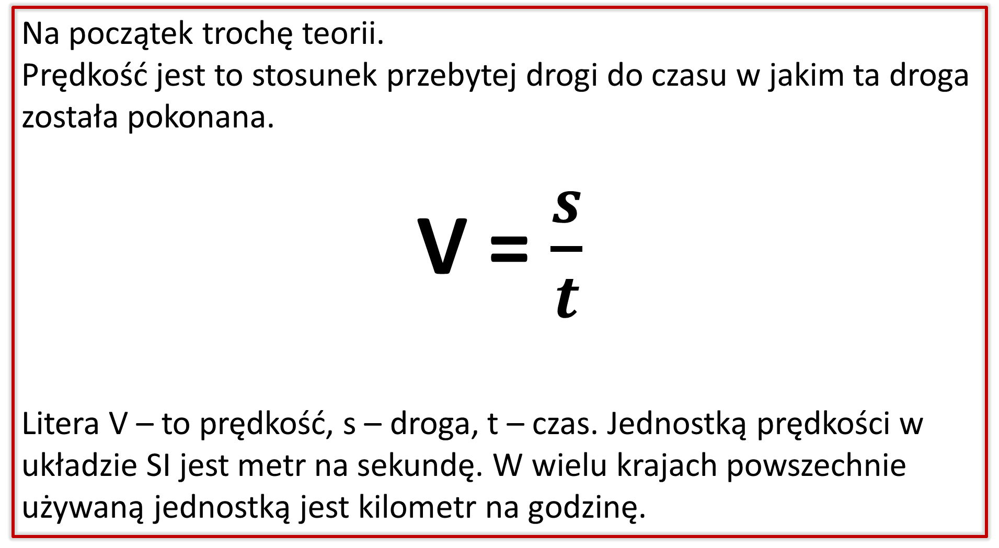 Na początek trochę teorii.
Prędkość jest to stosunek przebytej drogi do czasu w jakim ta droga
została pokonana.
V = s/t
Litera V – to prędkość, s – droga, t – czas. Jednostką prędkości w
układzie SI jest metr na sekundę. W wielu krajach powszechnie
używaną jednostką jest kilometr na godzinę.